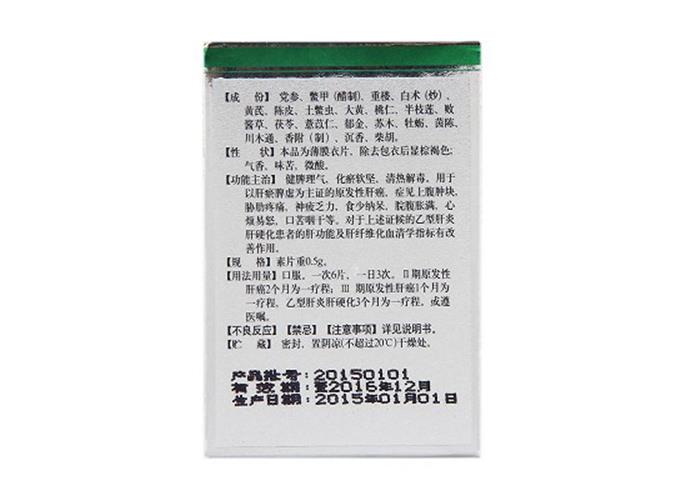 【成 份】 党参、鳖甲（醋制）、重楼、白术（炒）、
黄芪、陈皮、土鳖虫、大黄、桃仁、半枝莲、败
酱草、茯苓、薏苡仁、郁金、苏木、牡蛎、茵陈、
川木通、香附（制）、沉香、柴胡。
【性 状】 本品为薄膜衣片，除去包衣后显棕褐色;
气香，味苦，微酸。
【功能主治】 健脾理气、化瘀软坚、清热解毒。用于
以肝瘀脾虚为主证的原发性肝癌，症见上腹肿块，
胁肋疼痛，神疲乏力，食少纳呆，脘腹胀满，心
烦易怒，口苦咽干等。对于上述证候的乙型肝炎
肝硬化患者的肝功能及肝纤维化血清学指标有改
善作用。
【规 格】 素片重0.5g。
【用法用量】 口服。一次6片，一日3次。Ⅱ期原发性
肝癌2个月为一疗程；Ⅲ 期原发性肝癌1个月为
一疗程，乙型肝炎肝硬化3个月为一疗程。或遵
医嘱。
【不良反应】【禁忌】【注意事项】详见说明书。
【贮 藏】 密封，置阴凉(不超过20℃)干燥处。
产品批号:20150101
有效期:至2016年12月
生产日期:2015年01月01日